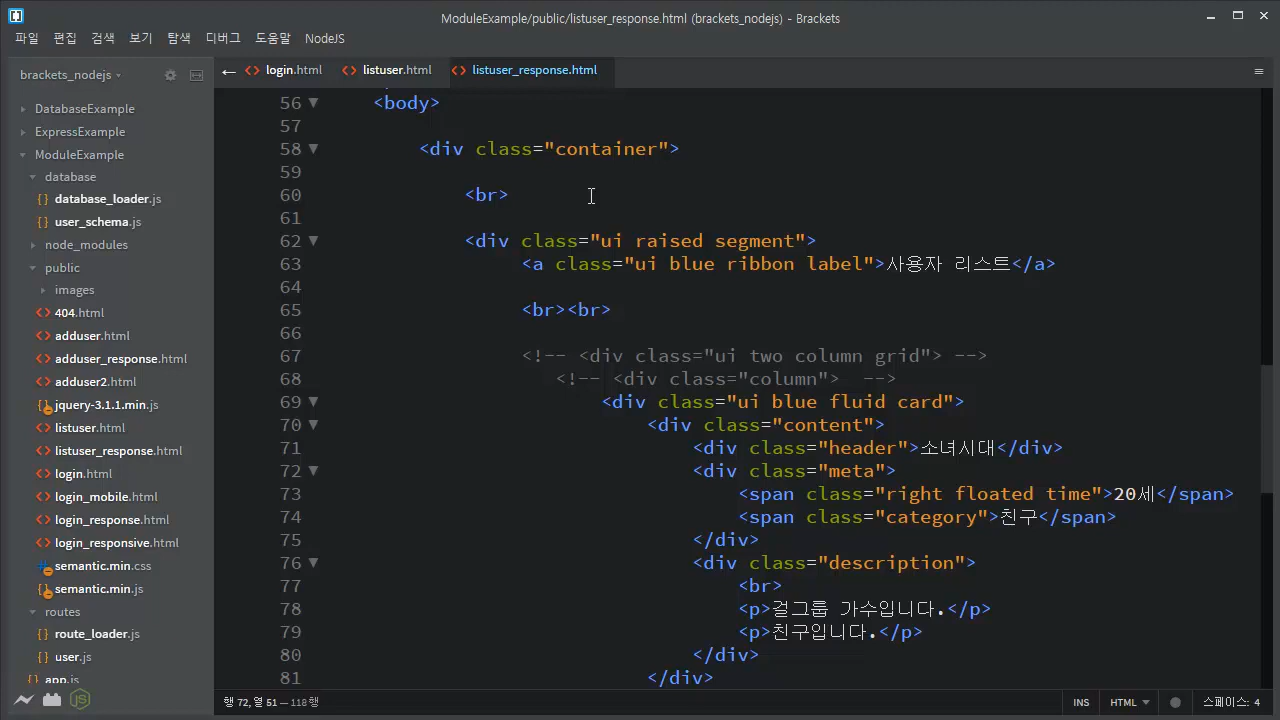 ModuleExample/public/listuser_response.html (brackets_nodejs) - Brackets
파일 편집 검색 보기 탐색 디버그 도움말 NodeJS
brackets_nodejs
login.html listuser.html listuser_response.html
DatabaseExample
ExpressExample
ModuleExample
database
database_loader.js
user_schema.js
node_modules
public
images
404.html
adduser.html
adduser_response.html
adduser2.html
jquery-3.1.1.min.js
listuser.html
listuser_response.html
login.html
login_mobile.html
login_response.html
login_responsive.html
semantic.min.css
semantic.min.js
routes
route_loader.js
user.js
app.js
56 <body>
57
58 <div class="container">
59
60 <br>
61
62 <div class="ui raised segment">
63 <a class="ui blue ribbon label">사용자 리스트</a>
64
65 <br><br>
66
67 <!-- <div class="ui two column grid"> -->
68 <!-- <div class="column">  -->
69 <div class="ui blue fluid card">
70 <div class="content">
71 <div class="header">소녀시대</div>
72 <div class="meta">
73 <span class="right floated time">20세</span>
74 <span class="category">친구</span>
75 </div>
76 <div class="description">
77 <br>
78 <p>걸그룹 가수입니다.</p>
79 <p>친구입니다.</p>
80 </div>
81 </div>
행 72, 열 51 — 118행 INS HTML 스페이스: 4